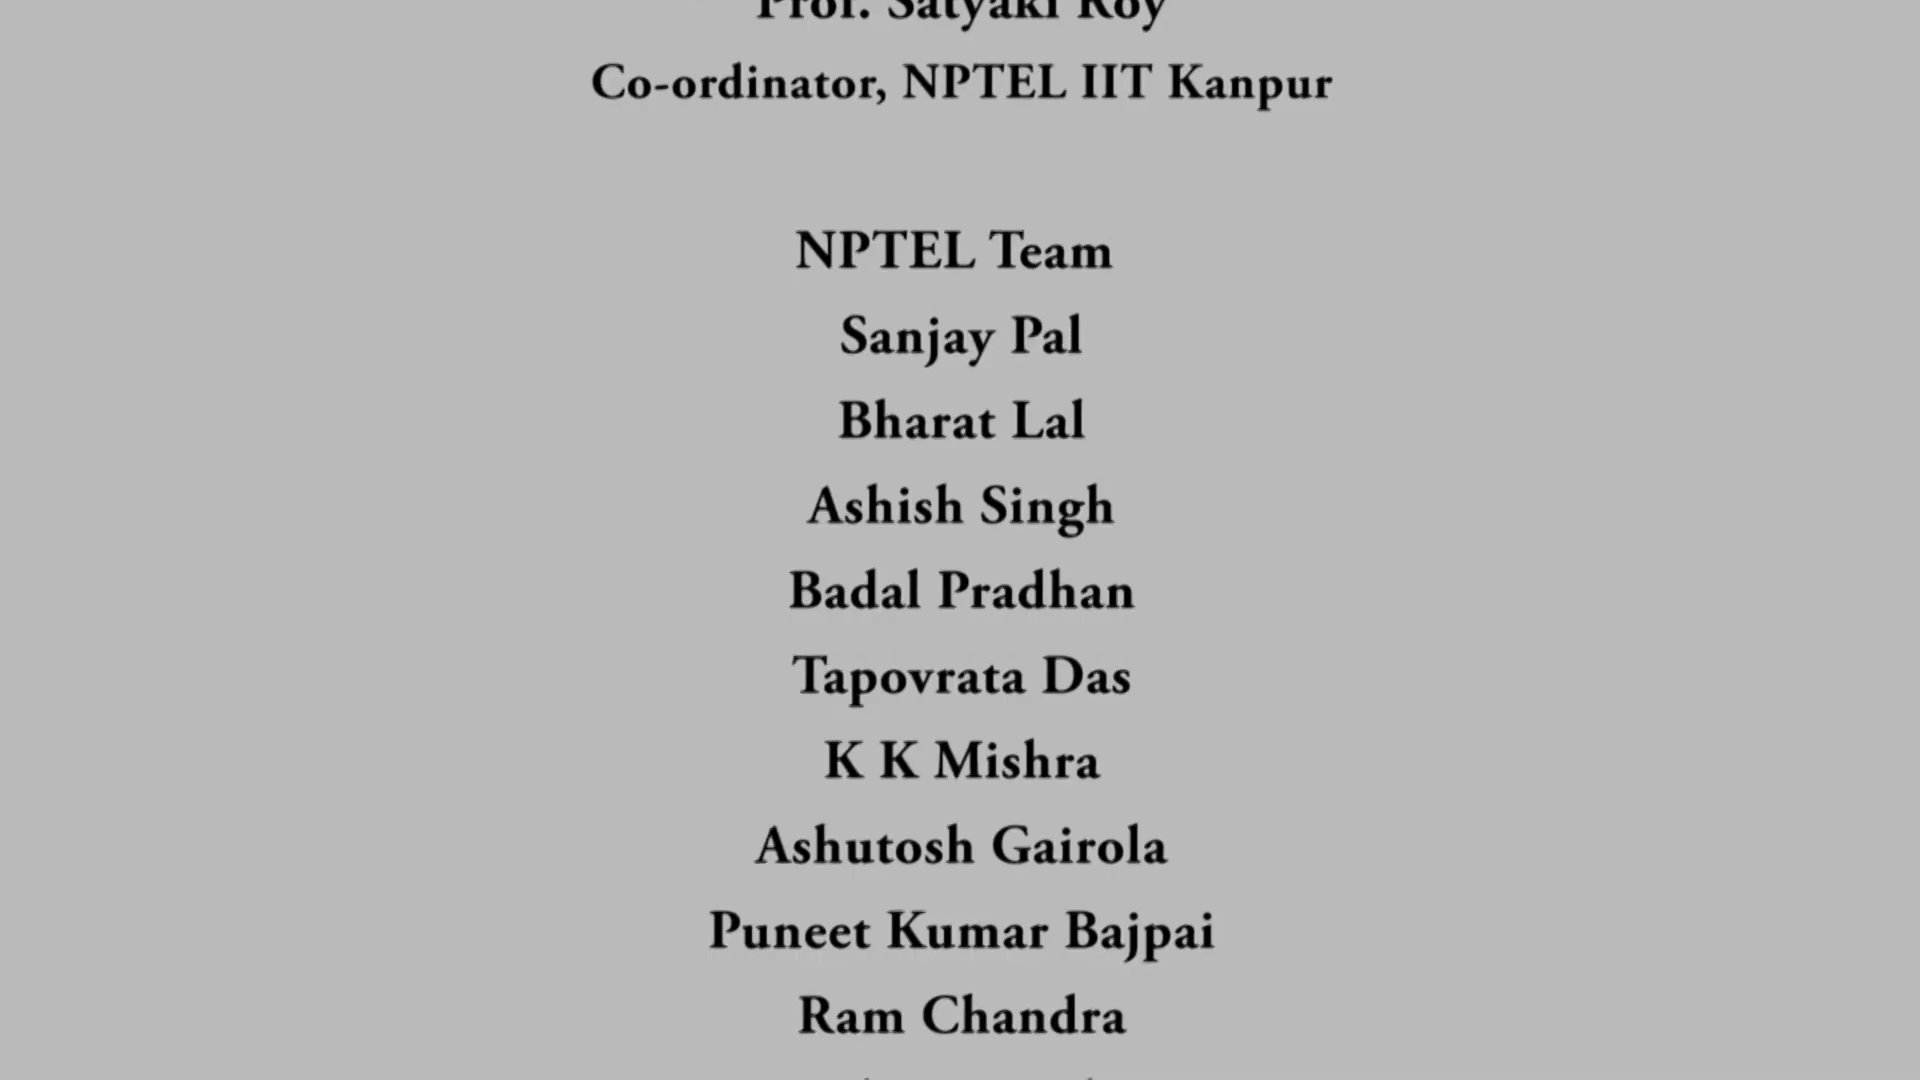 Prof. Satyaki Roy
Co-ordinator, NPTEL IIT Kanpur
NPTEL Team
Sanjay Pal
Bharat Lal
Ashish Singh
Badal Pradhan
Tapovrata Das
K K Mishra
Ashutosh Gairola
Puneet Kumar Bajpai
Ram Chandra